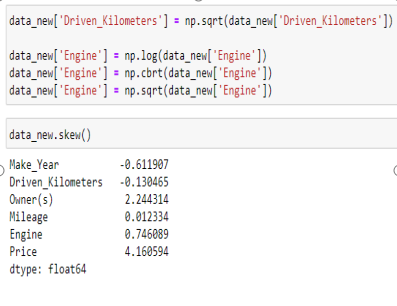 data_new['Driven_Kilometers'] = np.sqrt(data_new['Driven_Kilometers'])
data_new['Engine'] = np.log(data_new['Engine'])
data_new['Engine'] = np.cbrt(data_new['Engine'])
data_new['Engine'] = np.sqrt(data_new['Engine'])
data_new.skew()
Make_Year -0.611907
Driven_Kilometers -0.130465
Owner(s) 2.244314
Mileage 0.012334
Engine 0.746089
Price 4.160594
dtype: float64